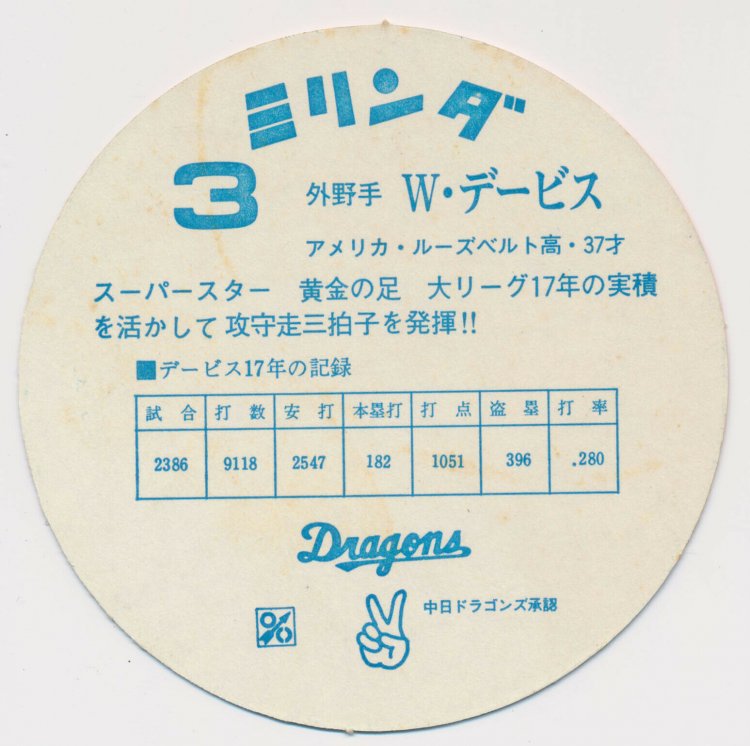 ミリンダ
3 外野手 W・デービス
アメリカ・ルーズベルト高・37才
スーパースター 黄金の足 大リーグ17年の実積
を活かして攻守走三拍子を発揮!!
■デービス17年の記録
試合 打数 安打 本塁打 打点 盗塁 打率
2386 9118 2547 182 1051 396 .280
Dragons
中日ドラゴンズ承認